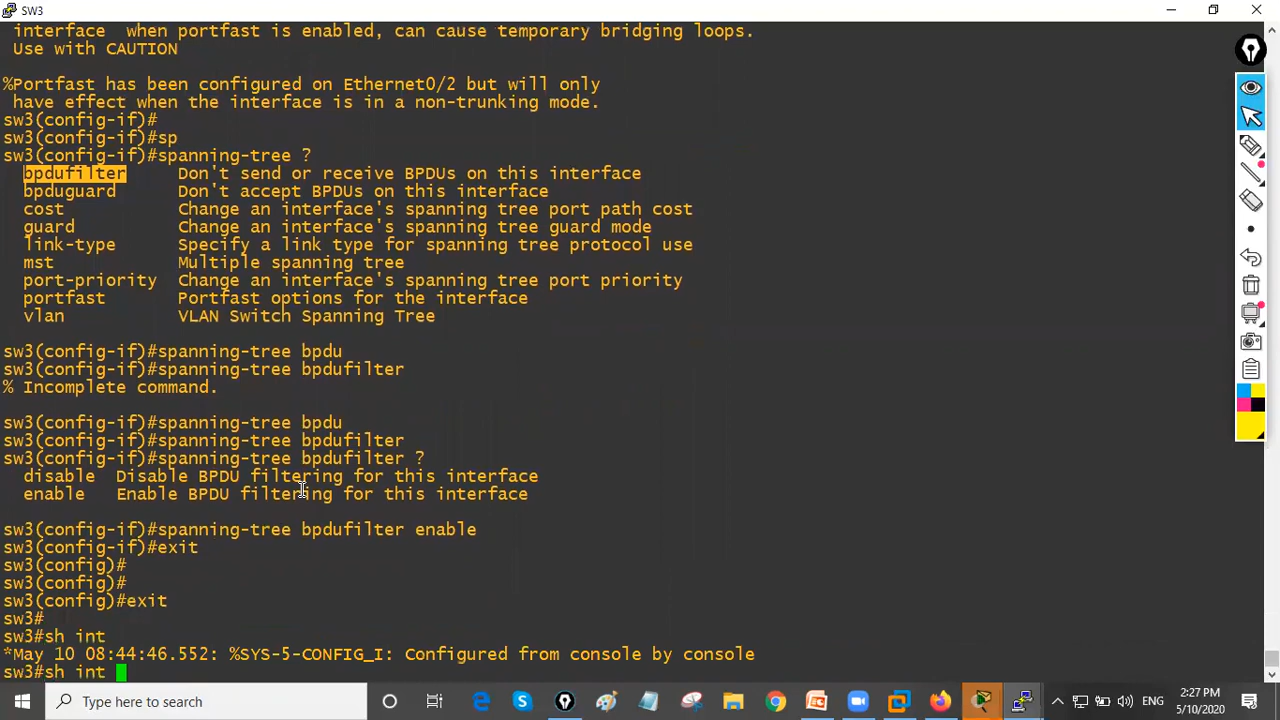 SW3
interface  when portfast is enabled, can cause temporary bridging loops.
Use with CAUTION
%Portfast has been configured on Ethernet0/2 but will only
have effect when the interface is in a non-trunking mode.
sw3(config-if)#
sw3(config-if)#sp
sw3(config-if)#spanning-tree ?
bpdufilter     Don't send or receive BPDUs on this interface
bpduguard      Don't accept BPDUs on this interface
cost           Change an interface's spanning tree port path cost
guard          Change an interface's spanning tree guard mode
link-type      Specify a link type for spanning tree protocol use
mst            Multiple spanning tree
port-priority  Change an interface's spanning tree port priority
portfast       Portfast options for the interface
vlan           VLAN Switch Spanning Tree
sw3(config-if)#spanning-tree bpdu
sw3(config-if)#spanning-tree bpdufilter
% Incomplete command.
sw3(config-if)#spanning-tree bpdu
sw3(config-if)#spanning-tree bpdufilter
sw3(config-if)#spanning-tree bpdufilter ?
disable  Disable BPDU filtering for this interface
enable   Enable BPDU filtering for this interface
sw3(config-if)#spanning-tree bpdufilter enable
sw3(config-if)#exit
sw3(config)#
sw3(config)#
sw3(config)#exit
sw3#
sw3#sh int
*May 10 08:44:46.552: %SYS-5-CONFIG_I: Configured from console by console
sw3#sh int
Type here to search
ENG
2:27 PM
5/10/2020